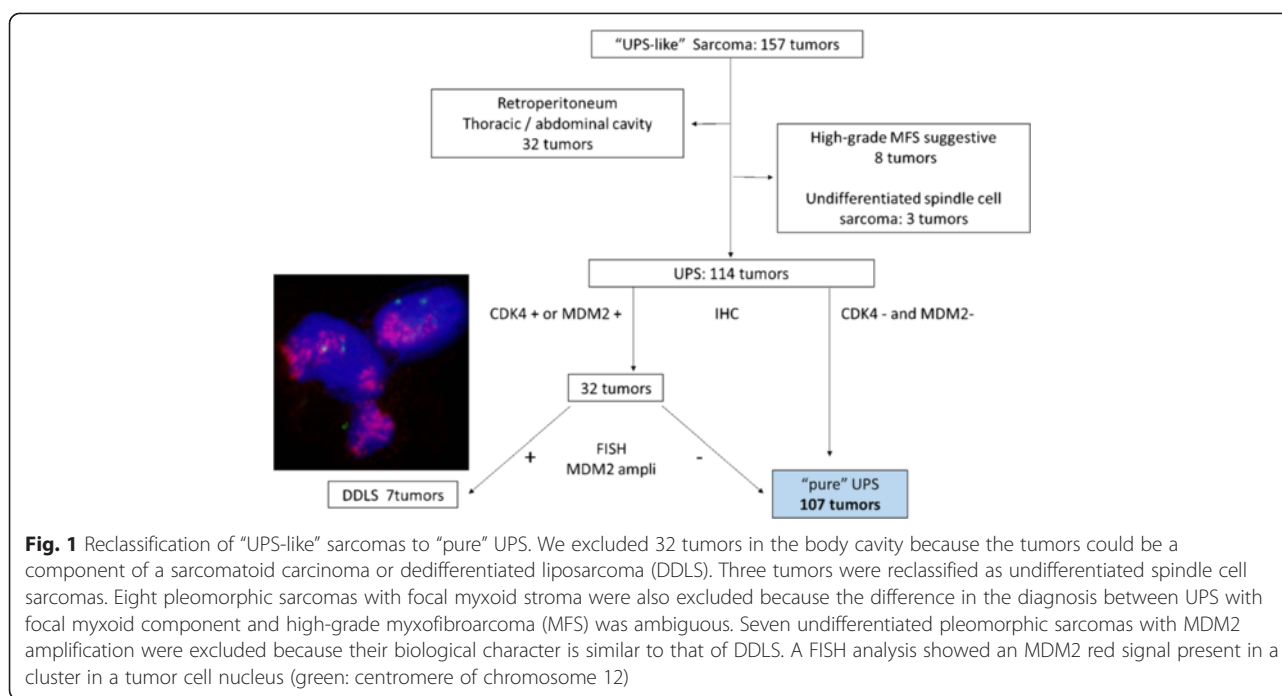 “UPS-like” Sarcoma: 157 tumors
Retroperitoneum
Thoracic / abdominal cavity
32 tumors
High-grade MFS suggestive
8 tumors
Undifferentiated spindle cell
sarcoma: 3 tumors
UPS: 114 tumors
CDK4 + or MDM2 +
IHC
CDK4 - and MDM2-
32 tumors
+
FISH
MDM2 ampli
-
DDLS 7tumors
“pure” UPS
107 tumors
Fig. 1 Reclassification of “UPS-like” sarcomas to “pure” UPS. We excluded 32 tumors in the body cavity because the tumors could be a
component of a sarcomatoid carcinoma or dedifferentiated liposarcoma (DDLS). Three tumors were reclassified as undifferentiated spindle cell
sarcomas. Eight pleomorphic sarcomas with focal myxoid stroma were also excluded because the difference in the diagnosis between UPS with
focal myxoid component and high-grade myxofibroarcoma (MFS) was ambiguous. Seven undifferentiated pleomorphic sarcomas with MDM2
amplification were excluded because their biological character is similar to that of DDLS. A FISH analysis showed an MDM2 red signal present in a
cluster in a tumor cell nucleus (green: centromere of chromosome 12)